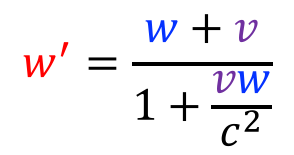 w′ = (w + v) / (1 + vw/c²)